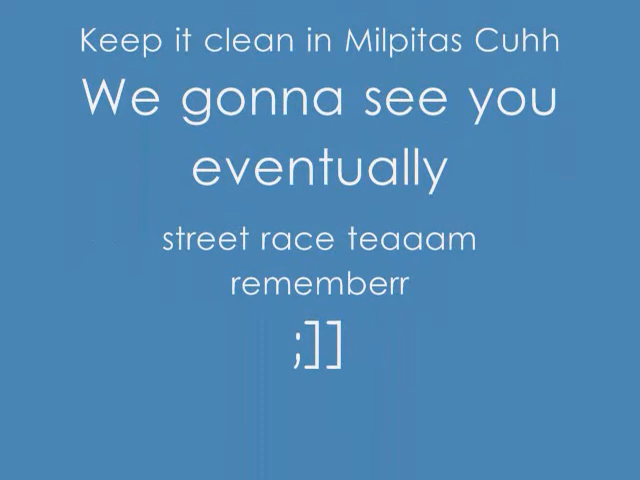 Keep it clean in Milpitas Cuhh
We gonna see you
eventually
street race teaaam
rememberr
;]]